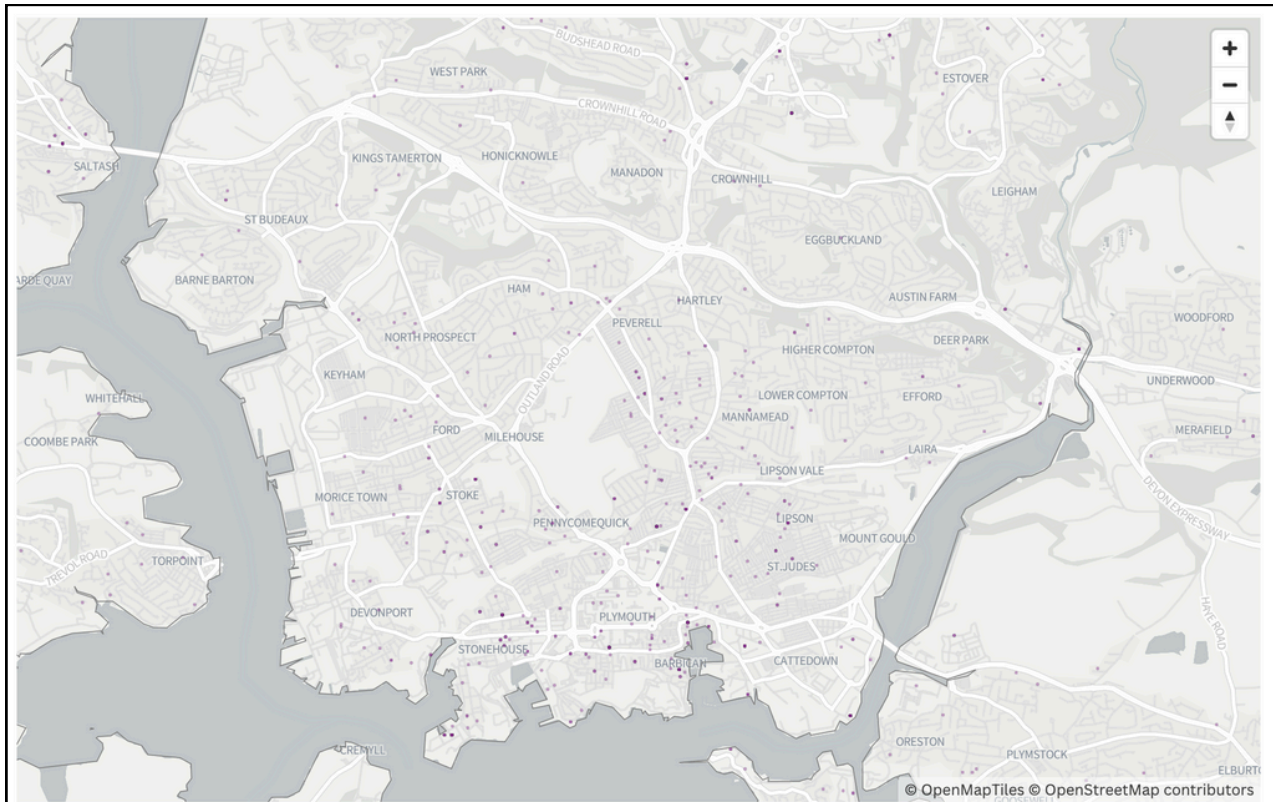 BUDSHEAD ROAD
WEST PARK
ESTOVER
CROWNHILL ROAD
SALTASH
KINGS TAMERTON
HONICKNOWLE
MANADON
CROWNHILL
LEIGHAM
ST BUDEAUX
EGGBUCKLAND
ARDE QUAY
BARNE BARTON
HAM
HARTLEY
AUSTIN FARM
WOODFORD
NORTH PROSPECT
PEVERELL
HIGHER COMPTON
DEER PARK
KEYHAM
OUTLAND ROAD
UNDERWOOD
WHITEHALL
LOWER COMPTON
EFFORD
MANNAMEAD
COOMBE PARK
FORD
MILEHOUSE
MERAFIELD
LAIRA
LIPSON VALE
MORICE TOWN
STOKE
DEVON EXPRESSWAY
PENNYCOMEQUICK
LIPSON
MOUNT GOULD
TREVOL ROAD
TORPOINT
ST JUDES
DEVONPORT
PLYMOUTH
HAYE ROAD
STONEHOUSE
BARBICAN
CATTEDOWN
CREMYLL
ORESTON
PLYMSTOCK
ELBURT
© OpenMapTiles © OpenStreetMap contributors